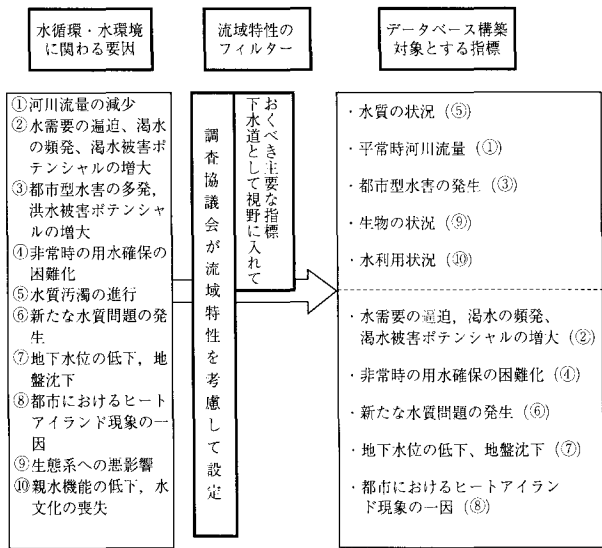 水循環・水環境
に関わる要因
流域特性の
フィルター
データベース構築
対象とする指標
①河川流量の減少
②水需要の逼迫、渇水
の頻発、渇水被害ポ
テンシャルの増大
③都市型水害の多発，
洪水被害ポテンシャ
ルの増大
④非常時の用水確保の
困難化
⑤水質汚濁の進行
⑥新たな水質問題の発
生
⑦地下水位の低下，地
盤沈下
⑧都市におけるヒート
アイランド現象の一
因
⑨生態系への悪影響
⑩親水機能の低下，水
文化の喪失
調査協議会が流域特性を考慮して設定
下水道として視野に入れて
おくべき主要な指標
・水質の状況（⑤）
・平常時河川流量（①）
・都市型水害の発生（③）
・生物の状況（⑨）
・水利用状況（⑩）
・水需要の逼迫，渇水の頻発、
渇水被害ポテンシャルの増大（②）
・非常時の用水確保の困難化（④）
・新たな水質問題の発生（⑥）
・地下水位の低下、地盤沈下（⑦）
・都市におけるヒートアイラン
ド現象の一因（⑧）